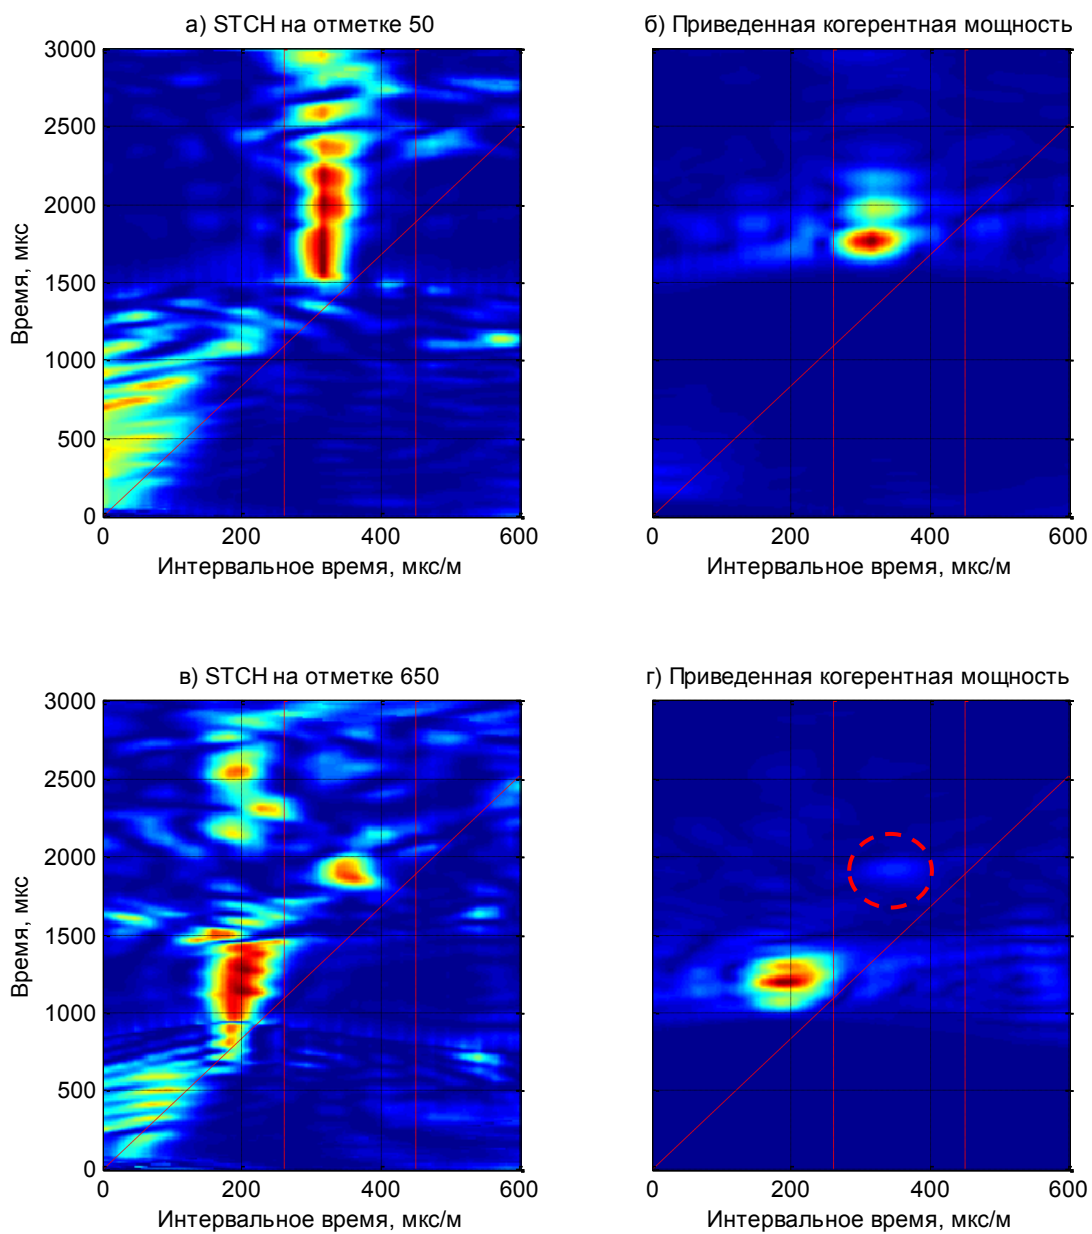 а) STCH на отметке 50
б) Приведенная когерентная мощность
3000
2500
2000
1500
1000
500
0
Время, мкс
0 200 400 600
Интервальное время, мкс/м
0 200 400 600
Интервальное время, мкс/м
в) STCH на отметке 650
г) Приведенная когерентная мощность
3000
2500
2000
1500
1000
500
0
Время, мкс
0 200 400 600
Интервальное время, мкс/м
0 200 400 600
Интервальное время, мкс/м